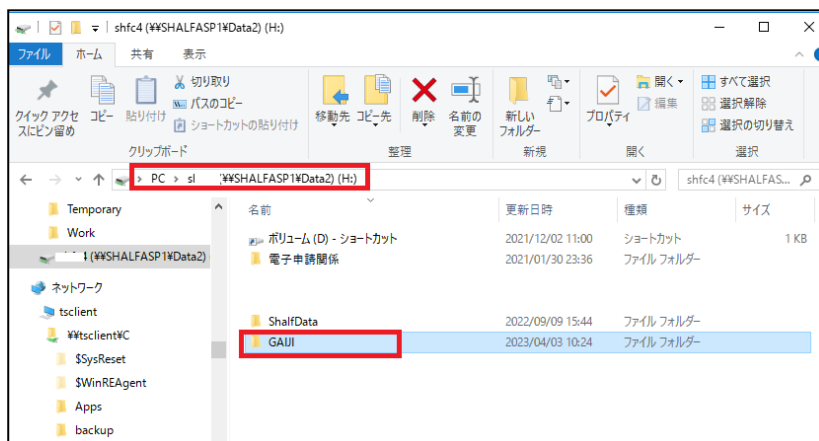 shfc4 (¥¥SHALFASP1¥Data2) (H:)
ファイル ホーム 共有 表示
クイック アクセスにピン留め
コピー
貼り付け
切り取り
パスのコピー
ショートカットの貼り付け
クリップボード
移動先 コピー先 削除 名前の変更
整理
新しいフォルダー
新規
プロパティ
開く
編集
開く
すべて選択
選択解除
選択の切り替え
選択
PC > sl (¥¥SHALFASP1¥Data2) (H:)
shfc4 (¥¥SHALFAS...
Temporary
Work
(¥¥SHALFASP1¥Data2)
ネットワーク
tsclient
¥¥tsclient¥C
$SysReset
$WinREAgent
Apps
backup
名前 更新日時 種類 サイズ
ボリューム (D) - ショートカット 2021/12/02 11:00 ショートカット 1 KB
電子申請関係 2021/01/30 23:36 ファイル フォルダー
ShalfData 2022/09/09 15:44 ファイル フォルダー
GAIJI 2023/04/03 10:24 ファイル フォルダー